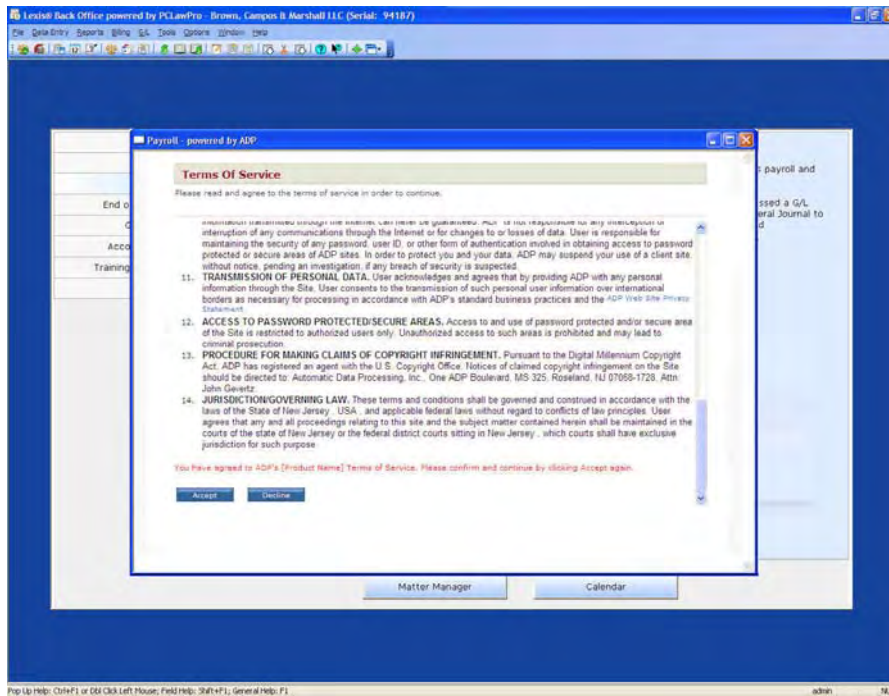 Lexis® Back Office powered by PCLawPro - Brown, Campos & Marshall LLC (Serial: 94187)
File Data Entry Reports Billing G/L Tools Options Window Help
Payroll - powered by ADP
Terms Of Service
Please read and agree to the terms of service in order to continue.
s payroll and
ssed a G/L
eral Journal to
d
End o
Acco
Training
information transmitted through the Internet can never be guaranteed. ADP is not responsible for any interception or
interruption of any communications through the Internet or for changes to or losses of data. User is responsible for
maintaining the security of any password, user ID, or other form of authentication involved in obtaining access to password
protected or secure areas of ADP sites. In order to protect you and your data, ADP may suspend your use of a client site,
without notice, pending an investigation, if any breach of security is suspected.
11. TRANSMISSION OF PERSONAL DATA. User acknowledges and agrees that by providing ADP with any personal
information through the Site, User consents to the transmission of such personal user information over international
borders as necessary for processing in accordance with ADP's standard business practices and the ADP Web Site Privacy
Statement.
12. ACCESS TO PASSWORD PROTECTED/SECURE AREAS. Access to and use of password protected and/or secure area
of the Site is restricted to authorized users only. Unauthorized access to such areas is prohibited and may lead to
criminal prosecution.
13. PROCEDURE FOR MAKING CLAIMS OF COPYRIGHT INFRINGEMENT. Pursuant to the Digital Millennium Copyright
Act, ADP has registered an agent with the U.S. Copyright Office. Notices of claimed copyright infringement on the Site
should be directed to: Automatic Data Processing, Inc., One ADP Boulevard, MS 325, Roseland, NJ 07068-1728, Attn:
John Gevertz.
14. JURISDICTION/GOVERNING LAW. These terms and conditions shall be governed and construed in accordance with the
laws of the State of New Jersey , USA , and applicable federal laws without regard to conflicts of law principles. User
agrees that any and all proceedings relating to this site and the subject matter contained herein shall be maintained in the
courts of the state of New Jersey or the federal district courts sitting in New Jersey , which courts shall have exclusive
jurisdiction for such purpose.
You have agreed to ADP's [Product Name] Terms of Service. Please confirm and continue by clicking Accept again.
Accept Decline
Matter Manager Calendar
Pop Up Help: Ctrl+F1 or Dbl Click Left Mouse; Field Help: Shift+F1; General Help: F1 admin